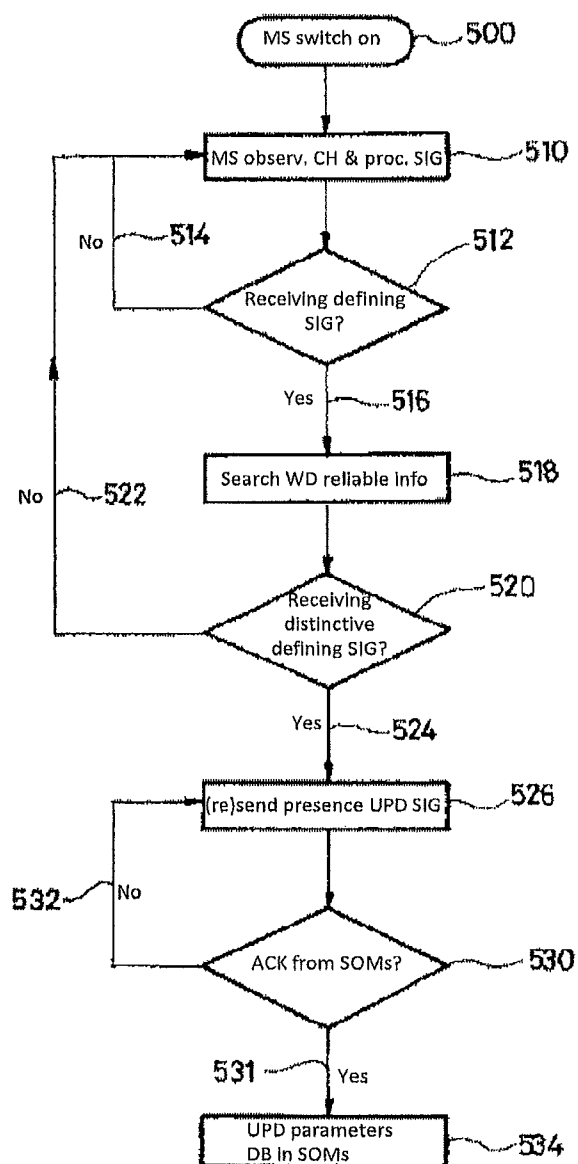 MS switch on
500
MS observ. CH & proc. SIG
510
No
514
512
Receiving defining
SIG?
Yes
516
Search WD reliable info
518
No
522
520
Receiving
distinctive
defining SIG?
Yes
524
(re)send presence UPD SIG
526
532
No
ACK from SOMs?
530
531
Yes
UPD parameters
DB in SOMs
534